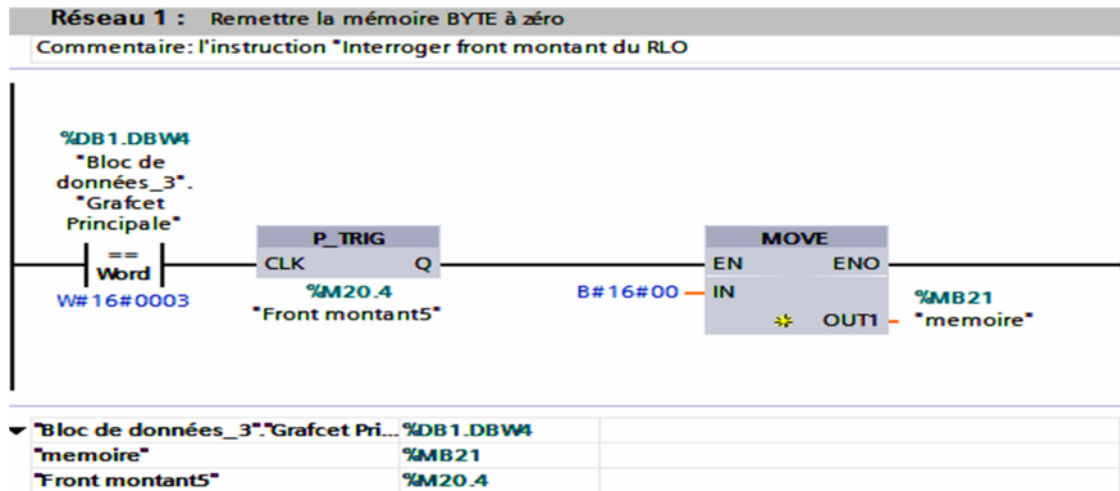 Réseau 1 : Remettre la mémoire BYTE à zéro
Commentaire: l'instruction "Interroger front montant du RLO
%DB1.DBW4
"Bloc de
données_3".
"Grafcet
Principale"
==
Word
W#16#0003
P_TRIG
CLK Q
%M20.4
"Front montant5"
MOVE
EN ENO
B#16#00 IN
OUT1
%MB21
"memoire"
"Bloc de données_3"."Grafcet Pri... %DB1.DBW4
"memoire" %MB21
"Front montant5" %M20.4